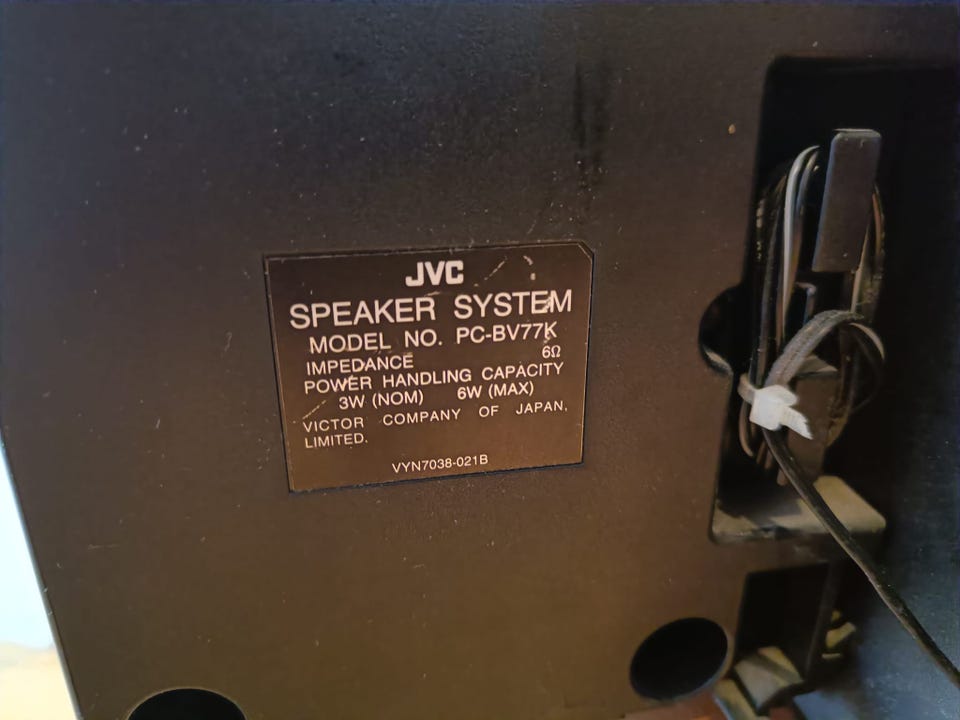 JVC
SPEAKER SYSTEM
MODEL NO. PC-BV77K
IMPEDANCE 6Ω
POWER HANDLING CAPACITY
3W (NOM) 6W (MAX)
VICTOR COMPANY OF JAPAN,
LIMITED.
VYN7038-021B